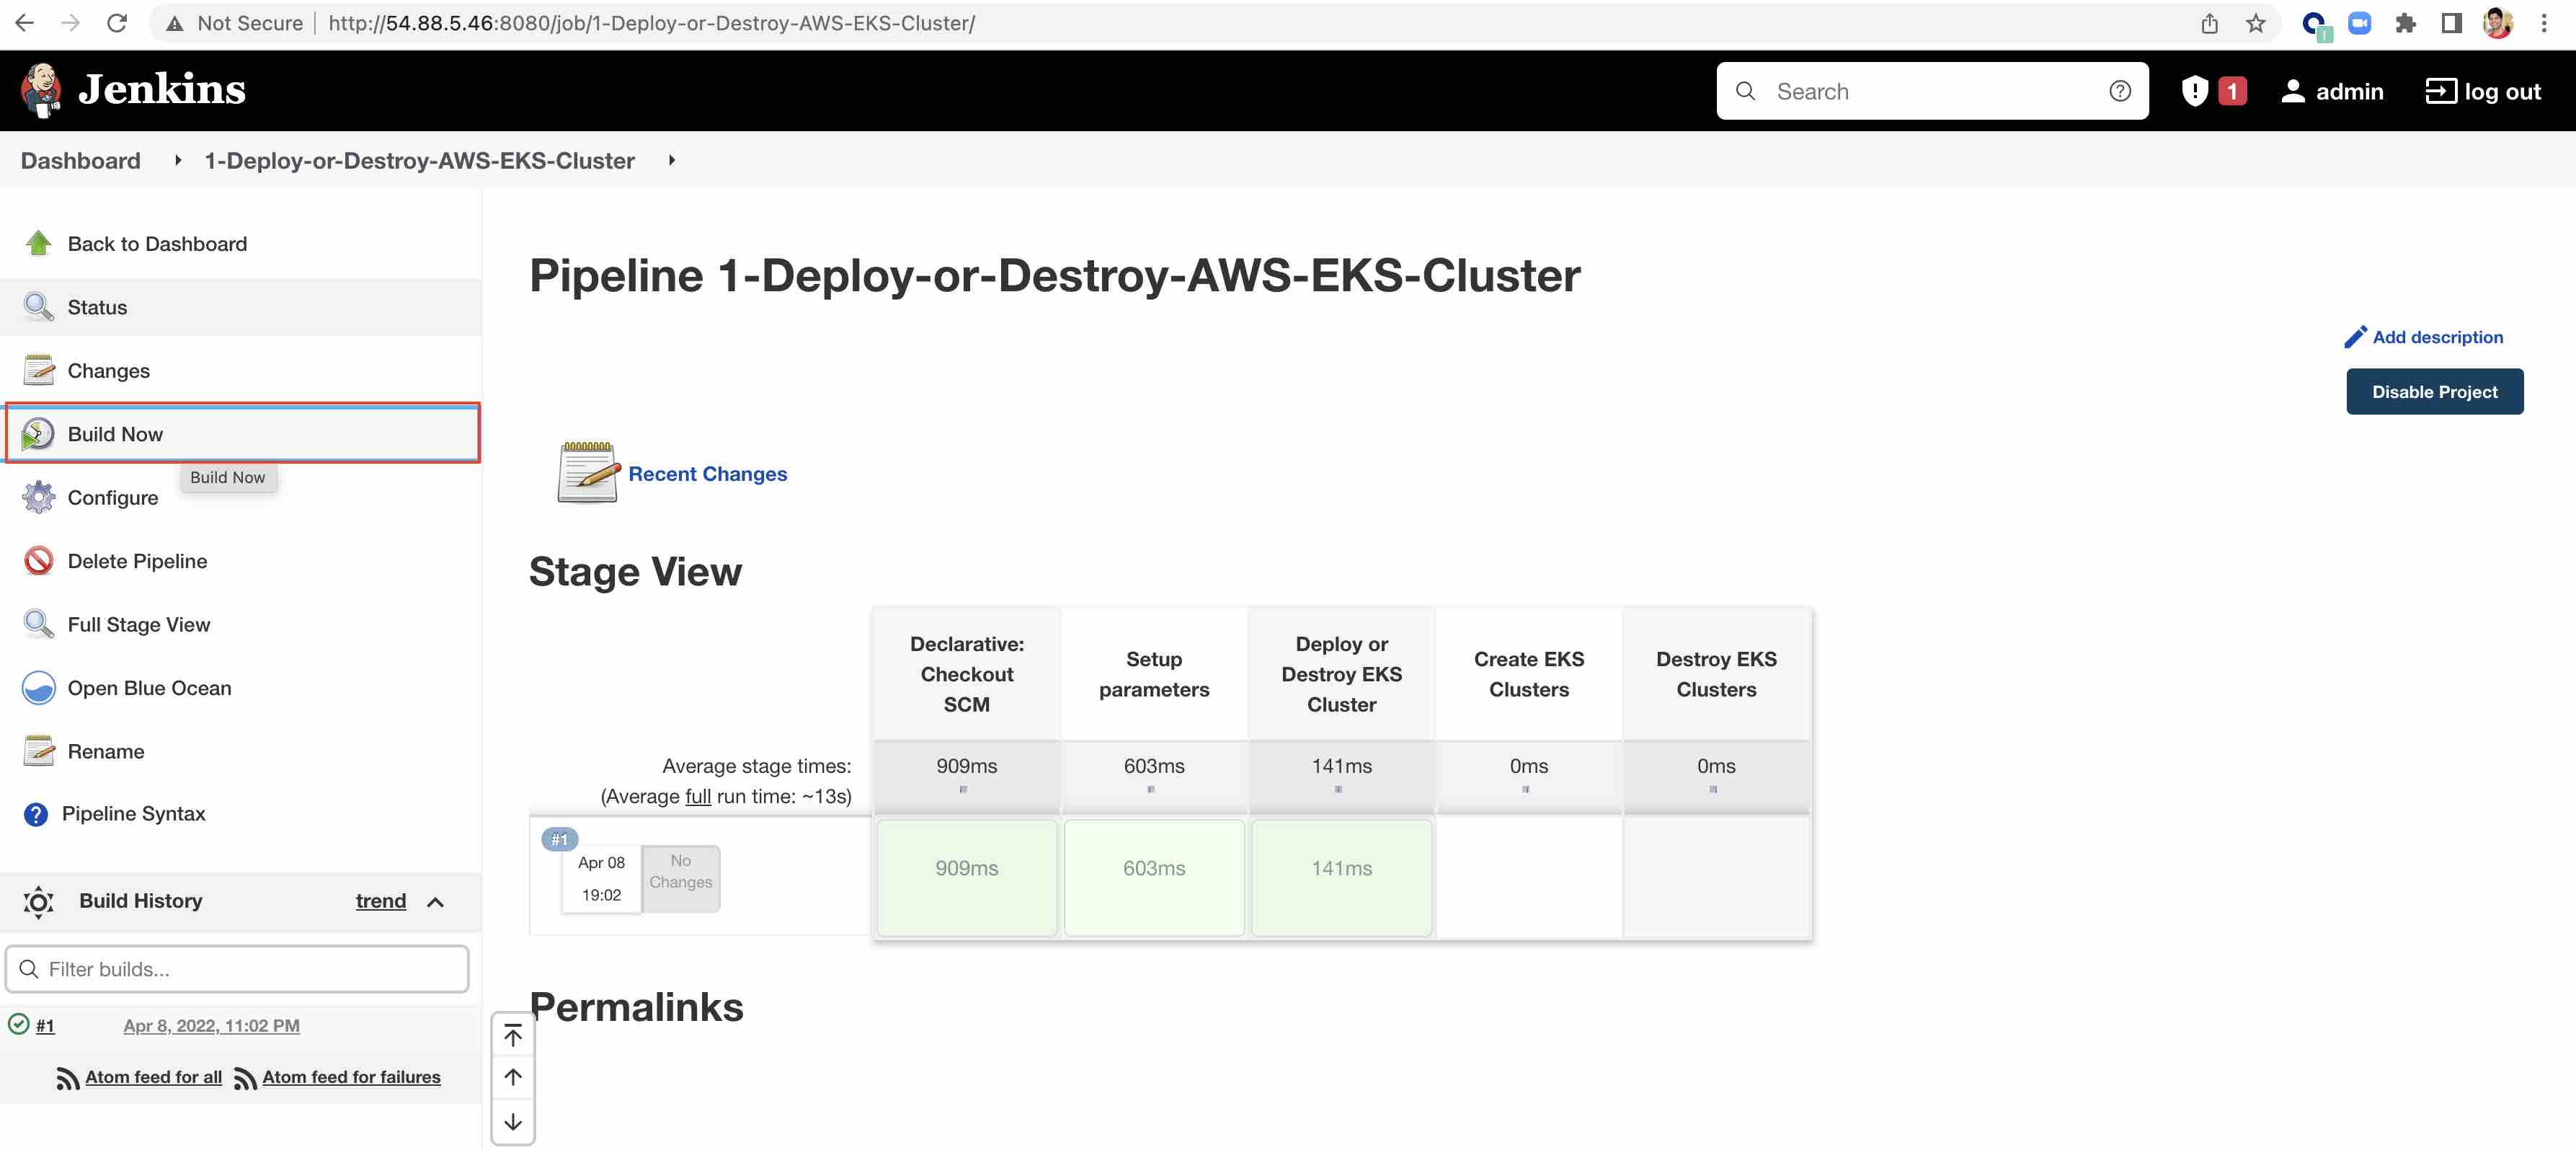 Not Secure http://54.88.5.46:8080/job/1-Deploy-or-Destroy-AWS-EKS-Cluster/
Jenkins
Search
1
admin
log out
Dashboard
1-Deploy-or-Destroy-AWS-EKS-Cluster
Back to Dashboard
Status
Changes
Build Now
Build Now
Configure
Delete Pipeline
Full Stage View
Open Blue Ocean
Rename
Pipeline Syntax
Build History
trend
Filter builds...
#1
Apr 8, 2022, 11:02 PM
Atom feed for all
Atom feed for failures
Pipeline 1-Deploy-or-Destroy-AWS-EKS-Cluster
Add description
Disable Project
Recent Changes
Stage View
Declarative:
Checkout
SCM
Setup
parameters
Deploy or
Destroy EKS
Cluster
Create EKS
Clusters
Destroy EKS
Clusters
Average stage times:
(Average full run time: ~13s)
909ms
603ms
141ms
0ms
0ms
#1
Apr 08
19:02
No
Changes
909ms
603ms
141ms
Permalinks